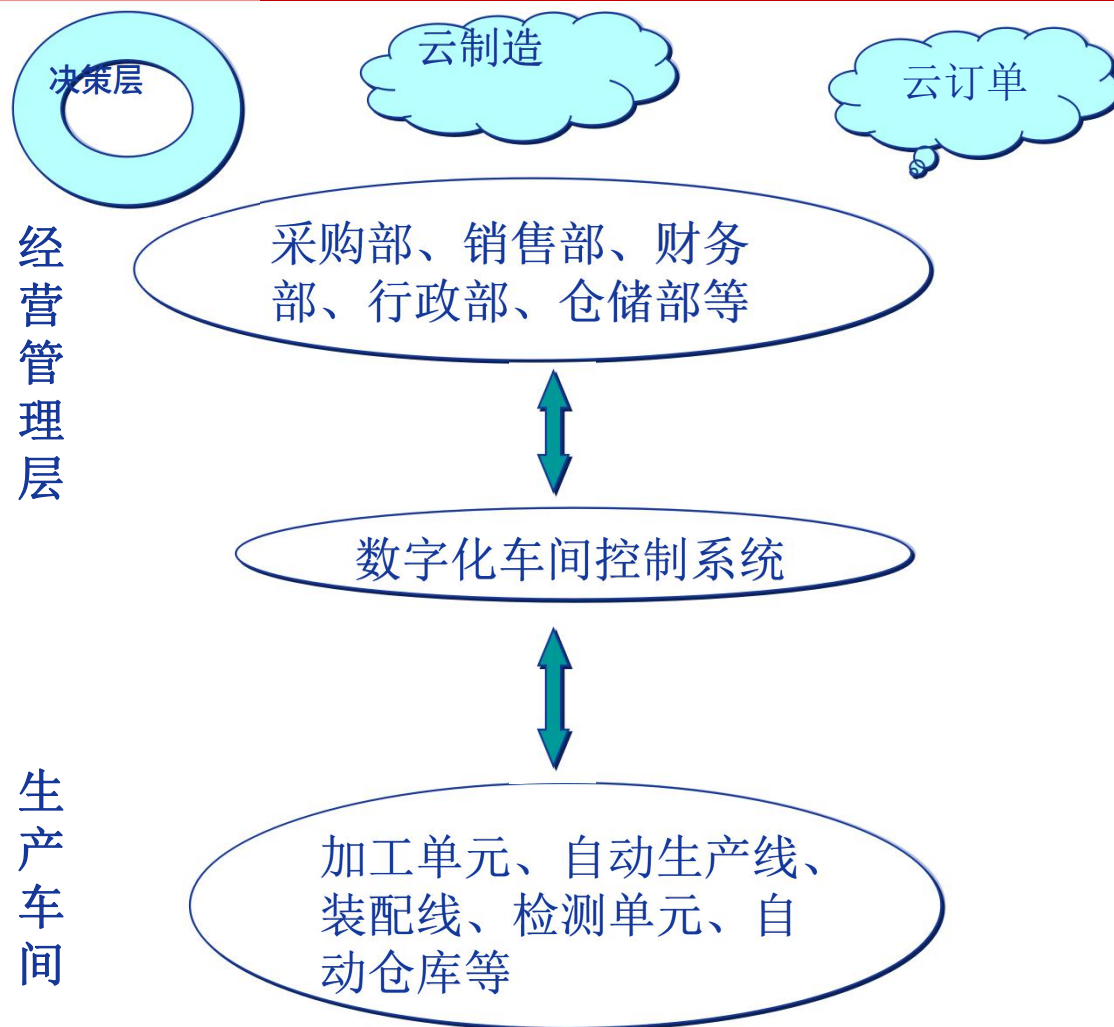 决策层
云制造
云订单
经营管理层
采购部、销售部、财务
部、行政部、仓储部等
数字化车间控制系统
生产车间
加工单元、自动生产线、
装配线、检测单元、自
动仓库等